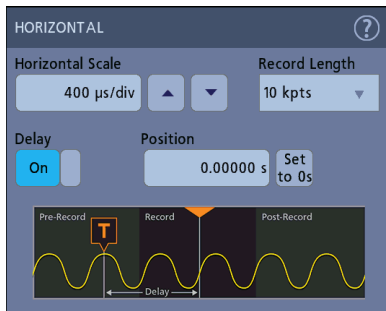 HORIZONTAL ?
Horizontal Scale Record Length
400 µs/div 10 kpts
Delay Position
On 0.00000 s Set to 0s
Pre-Record Record Post-Record
T
Delay